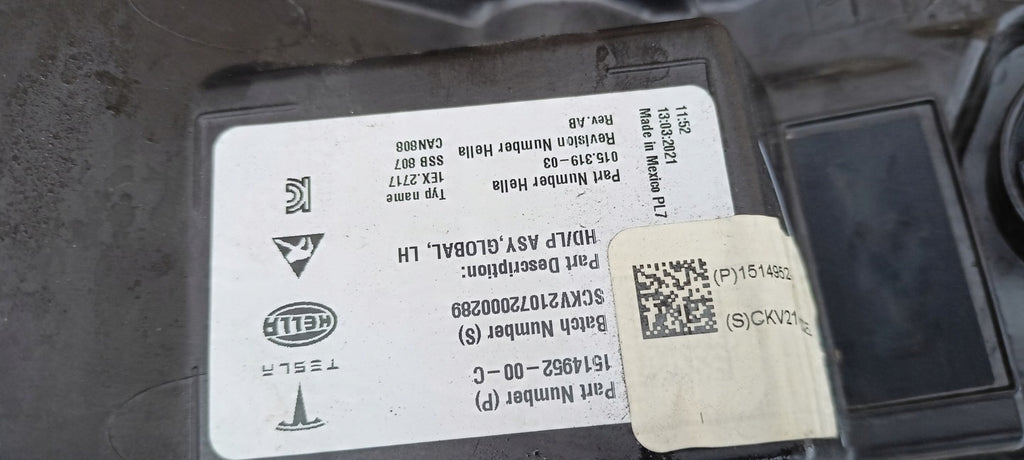 TESLA
HELLA
Part Number (P)
1514952-00-C
Batch Number (S)
SCKV21072000289
Part Description:
HD/LP ASY,GLOBAL, LH
Part Number Hella
015.319-03
Revision Number Hella
Rev.AB
Typ name
1EX.2717
SSB 807
CAN808
11:52
13:03:2021
Made in Mexico PL7
(P)1514952
(S)CKV21